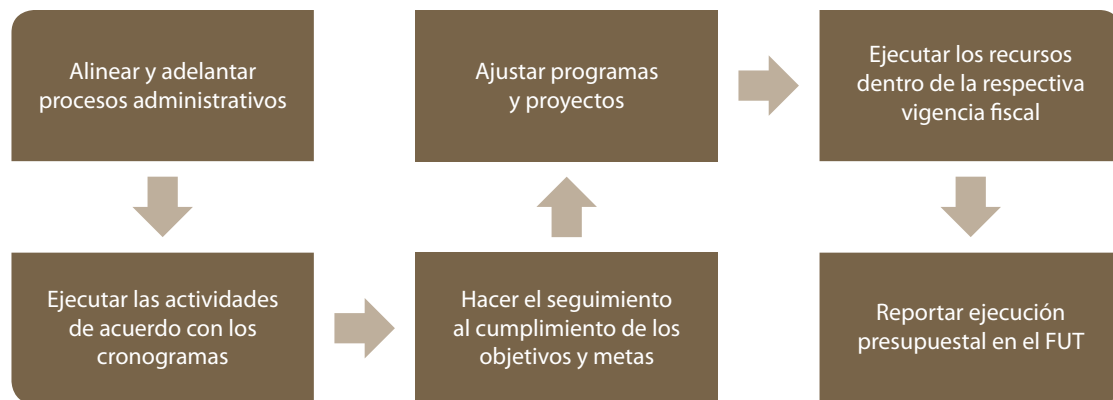 Alinear y adelantar
procesos administrativos
Ejecutar las actividades
de acuerdo con los
cronogramas
Hacer el seguimiento
al cumplimiento de los
objetivos y metas
Ajustar programas
y proyectos
Ejecutar los recursos
dentro de la respectiva
vigencia fiscal
Reportar ejecución
presupuestal en el FUT